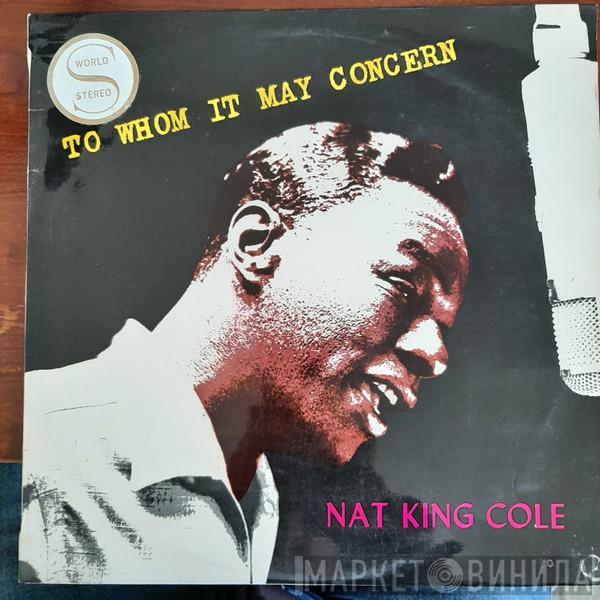 WORLD
S
STEREO
TO WHOM IT MAY CONCERN
NAT KING COLE
МАРКЕТ ВИНИЛА